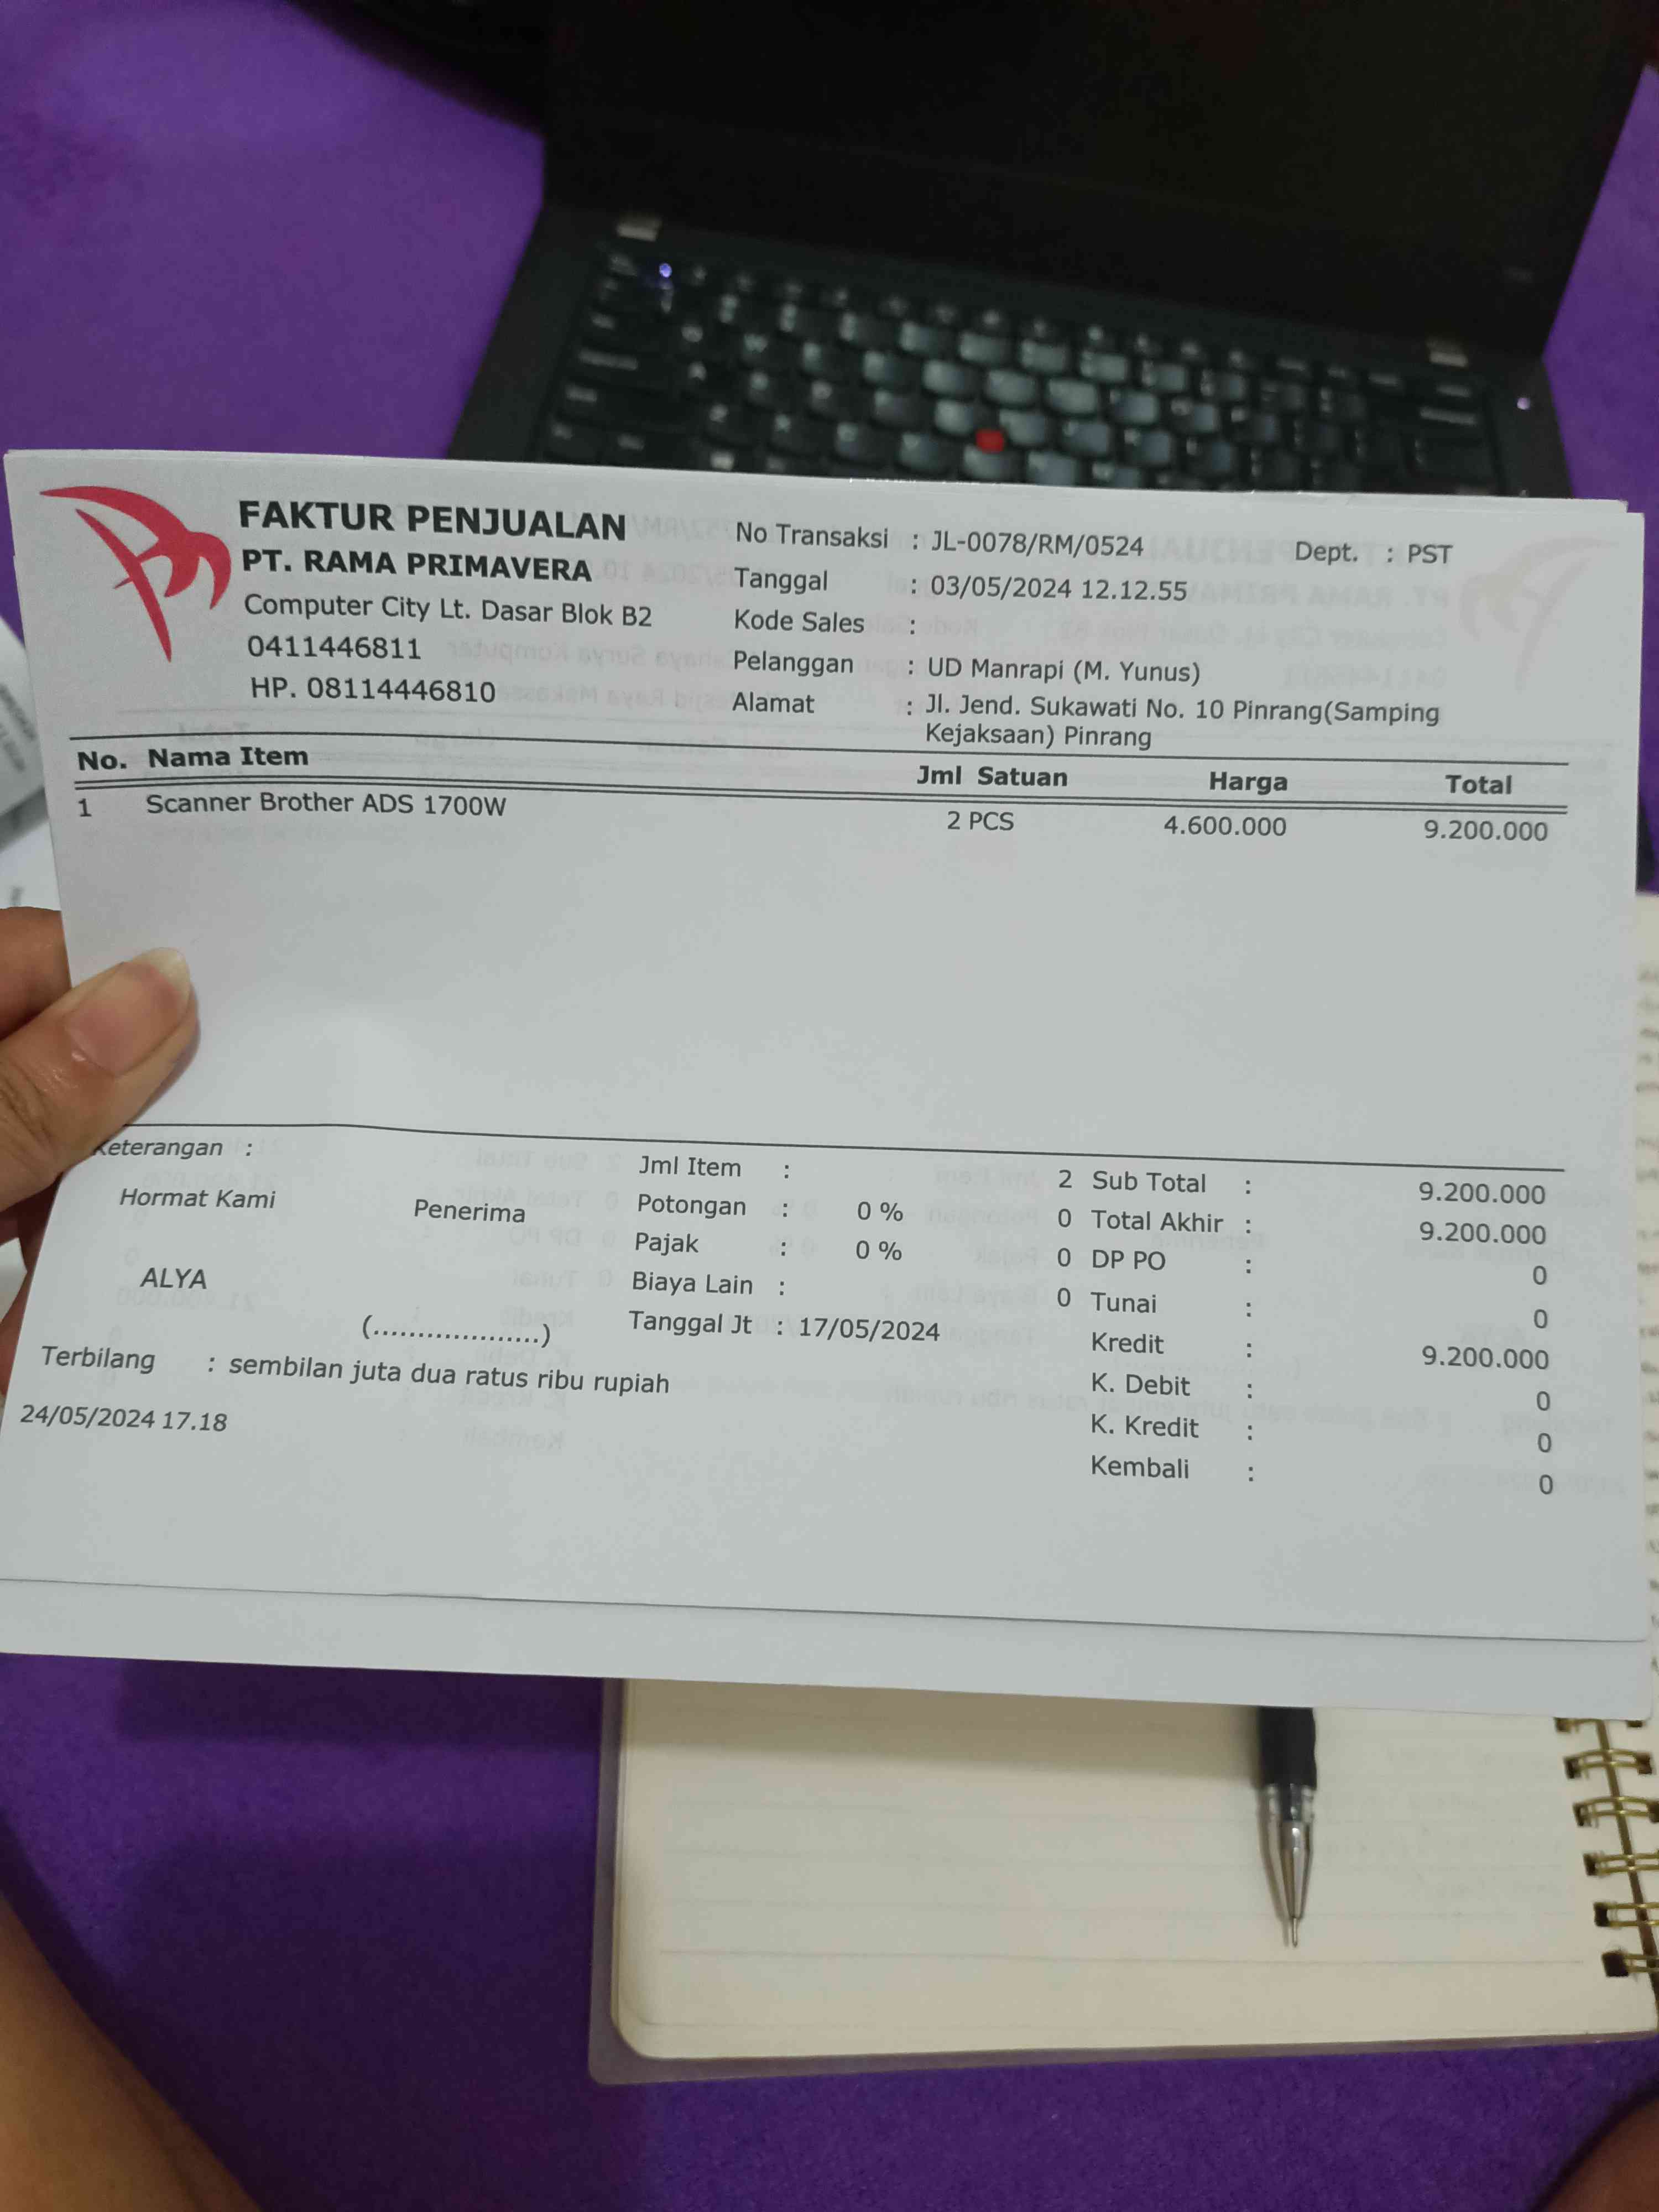 FAKTUR PENJUALAN
PT. RAMA PRIMAVERA
Computer City Lt. Dasar Blok B2
0411446811
HP. 08114446810
No Transaksi : JL-0078/RM/0524 Dept. : PST
Tanggal : 03/05/2024 12.12.55
Kode Sales :
Pelanggan : UD Manrapi (M. Yunus)
Alamat : Jl. Jend. Sukawati No. 10 Pinrang(Samping
Kejaksaan) Pinrang
No. Nama Item Jml Satuan Harga Total
1 Scanner Brother ADS 1700W 2 PCS 4.600.000 9.200.000
Keterangan :
Hormat Kami Penerima
ALYA
(...................)
Jml Item : 2
Potongan : 0 % 0
Pajak : 0 % 0
Biaya Lain : 0
Tanggal Jt : 17/05/2024
Sub Total : 9.200.000
Total Akhir : 9.200.000
DP PO : 0
Tunai : 0
Kredit : 9.200.000
K. Debit : 0
K. Kredit : 0
Kembali : 0
Terbilang : sembilan juta dua ratus ribu rupiah
24/05/2024 17.18